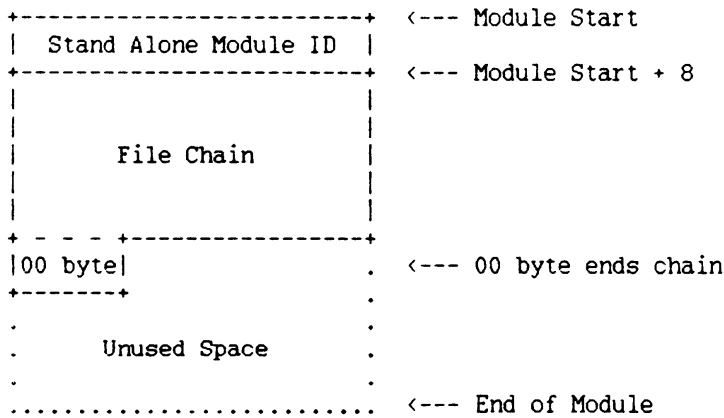 <--- Module Start
Stand Alone Module ID
<--- Module Start + 8
File Chain
00 byte
<--- 00 byte ends chain
Unused Space
<--- End of Module